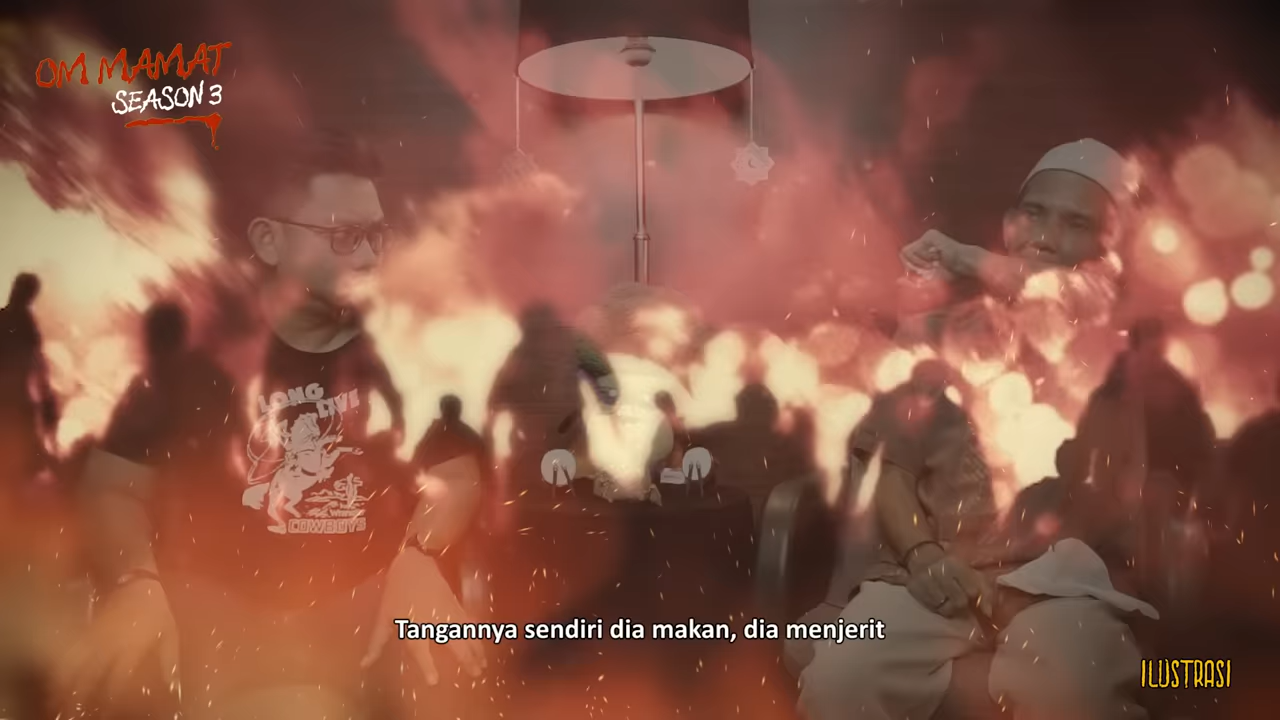 OM MAMAT
SEASON 3
LONG
LIVE
COWBOYS
Tangannya sendiri dia makan, dia menjerit
ILUSTRASI